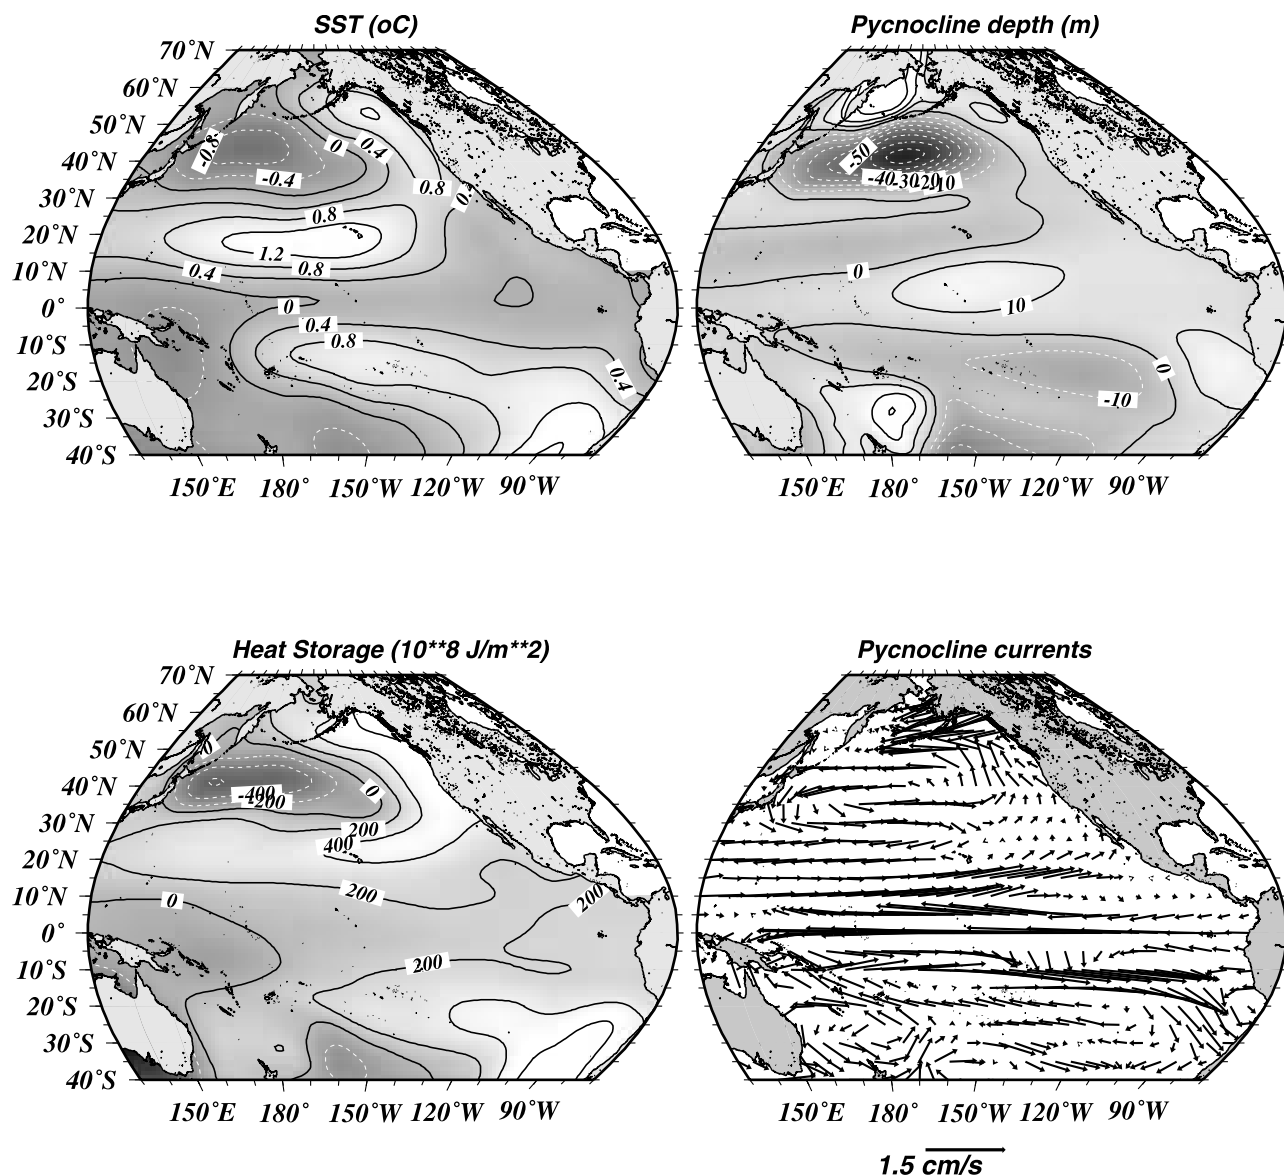 SST (oC)
70°N
60°N
50°N
40°N
30°N
20°N
10°N
0°
10°S
20°S
30°S
40°S
150°E 180° 150°W 120°W 90°W
-0.8
0
0.4
-0.4
0.8
0.8
1.2
0.4
0.8
0
0.4
0.8
0.4
Pycnocline depth (m)
-50
-40
-30
-20
-10
0
10
0
-10
150°E 180° 150°W 120°W 90°W
Heat Storage (10**8 J/m**2)
70°N
60°N
50°N
40°N
30°N
20°N
10°N
0°
10°S
20°S
30°S
40°S
0
-400
-200
0
200
400
200
0
200
200
150°E 180° 150°W 120°W 90°W
Pycnocline currents
150°E 180° 150°W 120°W 90°W
1.5 cm/s